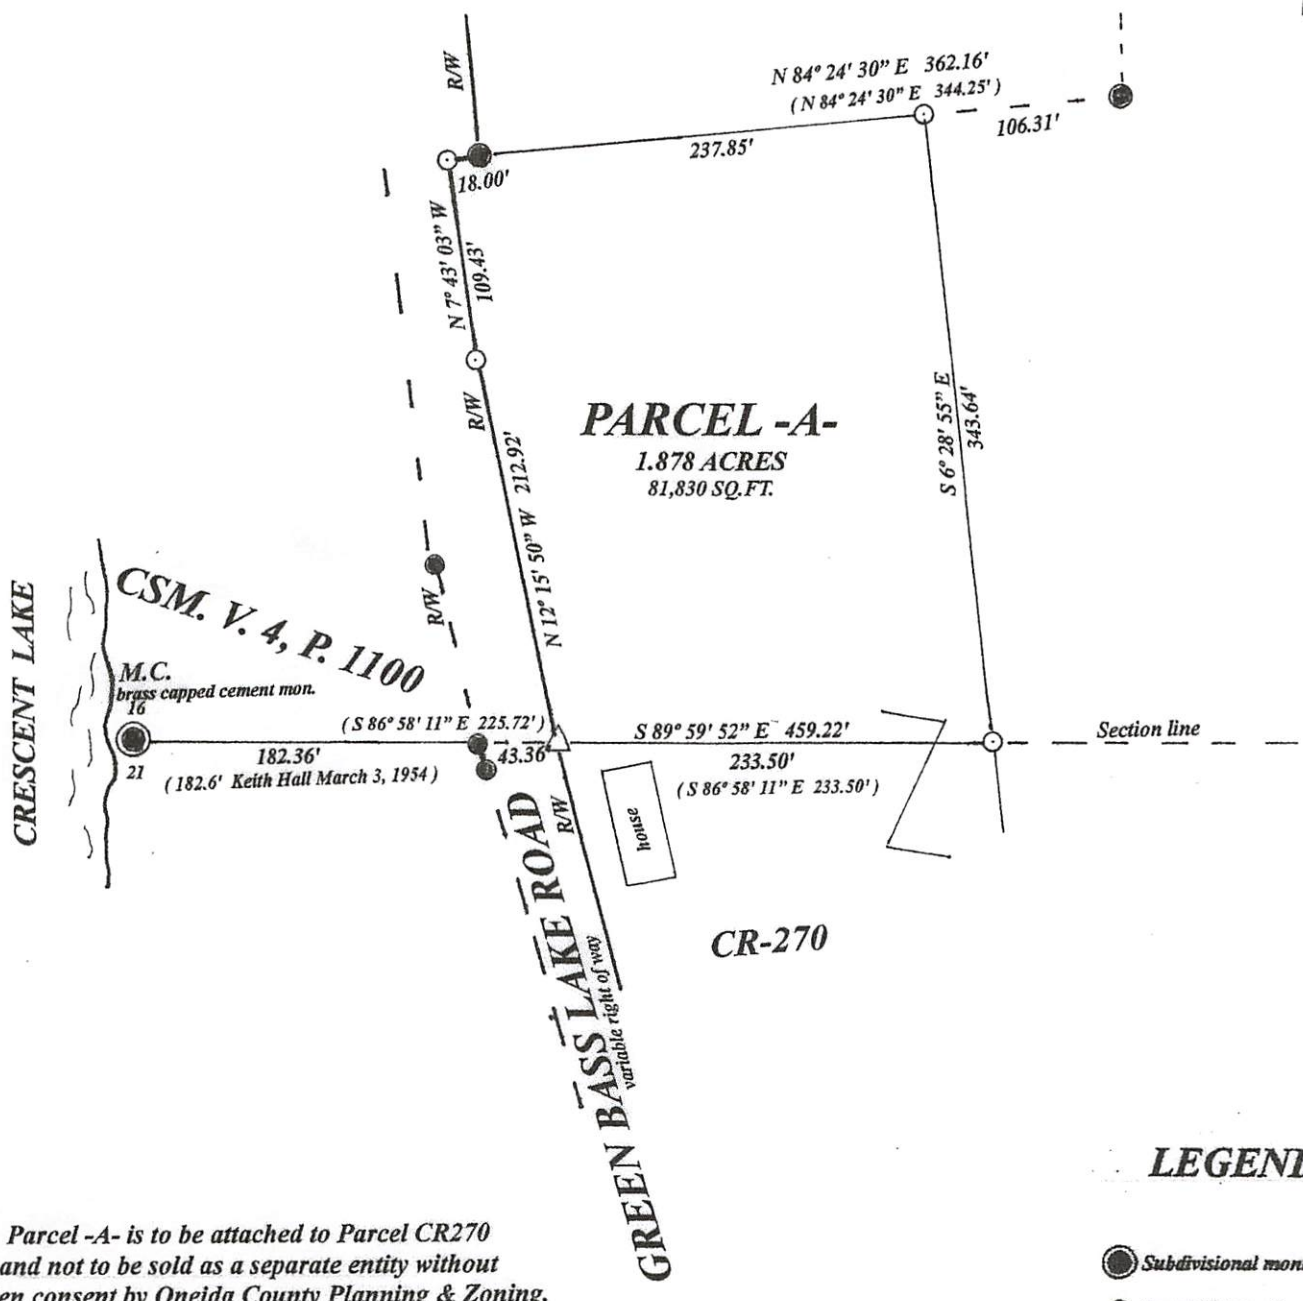 R/W
N 84° 24' 30" E 362.16'
( N 84° 24' 30" E 344.25' )
106.31'
237.85'
18.00'
N 7° 43' 03" W
109.43'
R/W
PARCEL -A-
1.878 ACRES
81,830 SQ.FT.
S 6° 28' 55" E
343.64'
N 12° 15' 50" W 212.92'
R/W
CRESCENT LAKE
CSM. V. 4, P. 1100
M.C.
brass capped cement mon.
16
21
( S 86° 58' 11" E 225.72' )
182.36'
( 182.6' Keith Hall March 3, 1954 )
43.36'
S 89° 59' 52" E 459.22'
233.50'
( S 86° 58' 11" E 233.50' )
Section line
R/W
house
GREEN BASS LAKE ROAD
variable right of way
CR-270
LEGEND
Subdivisional mon
Parcel -A- is to be attached to Parcel CR270
and not to be sold as a separate entity without
en consent by Oneida County Planning & Zoning.